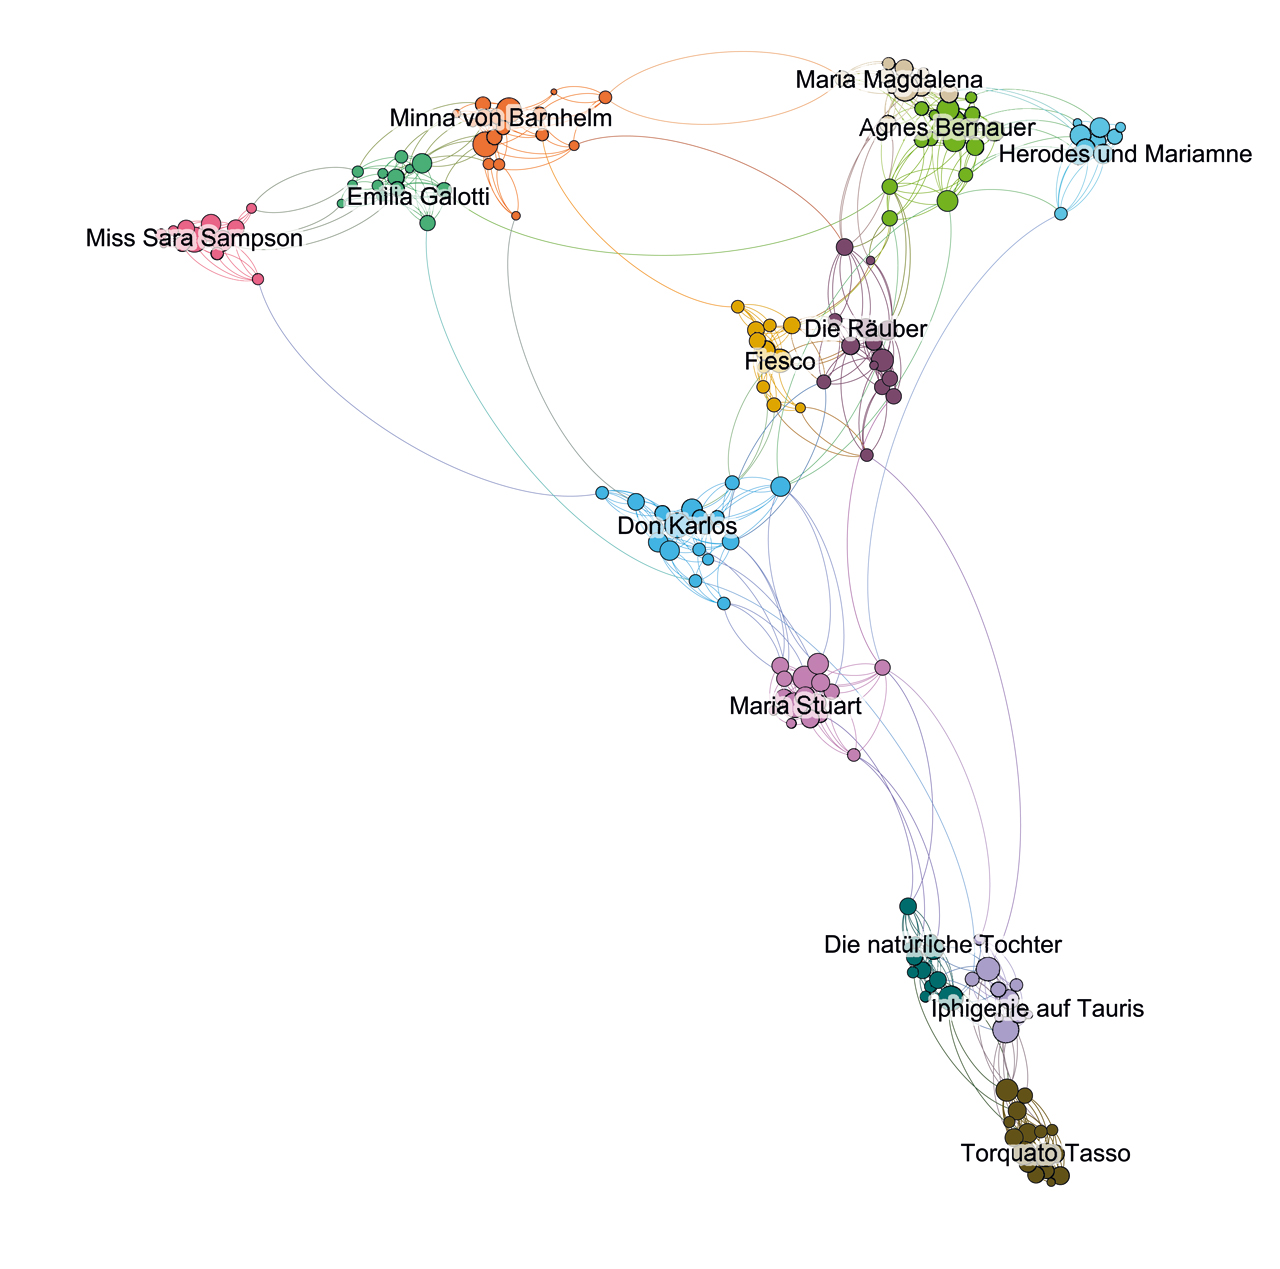 Maria Magdalena
Minna von Barnhelm
Agnes Bernauer
Herodes und Mariamne
Emilia Galotti
Miss Sara Sampson
Die Räuber
Fiesco
Don Karlos
Maria Stuart
Die natürliche Tochter
Iphigenie auf Tauris
Torquato Tasso